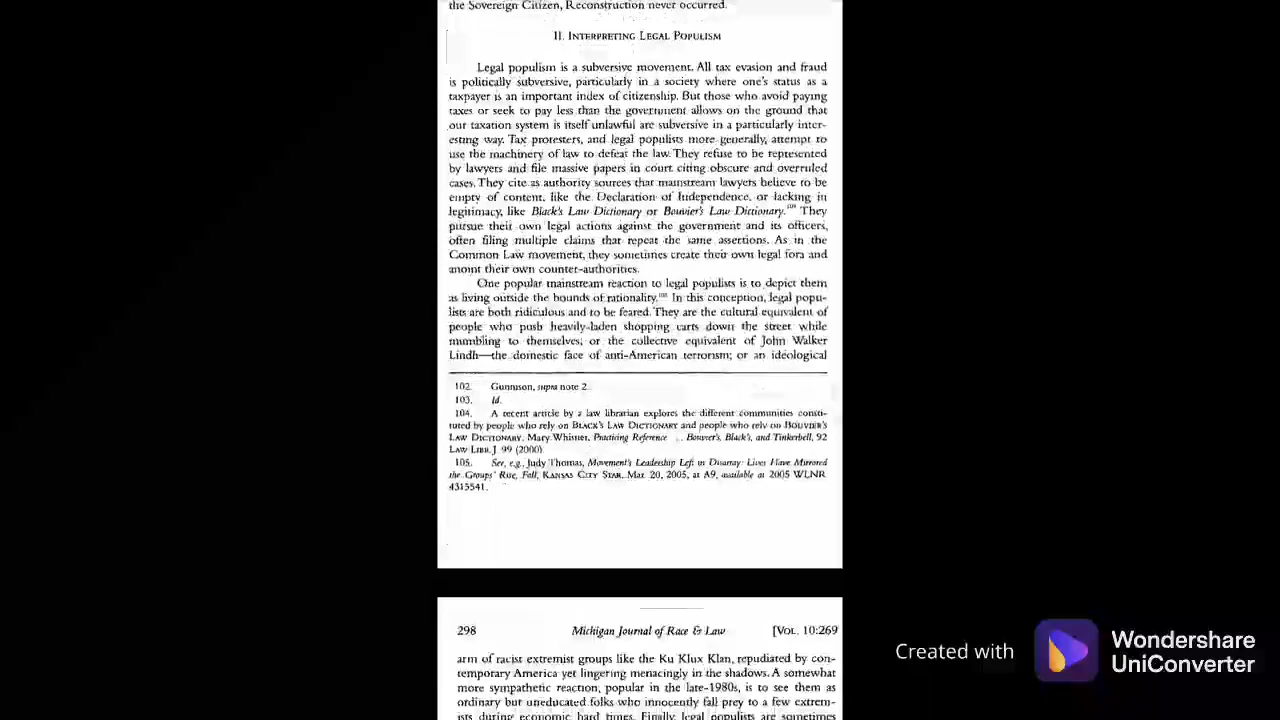 the Sovereign Citizen, Reconstruction never occurred.
II. INTERPRETING LEGAL POPULISM
Legal populism is a subversive movement. All tax evasion and fraud
is politically subversive, particularly in a society where one's status as a
taxpayer is an important index of citizenship. But those who avoid paying
taxes or seek to pay less than the government allows on the ground that
our taxation system is itself unlawful are subversive in a particularly inter-
esting way. Tax protesters, and legal populists more generally, attempt to
use the machinery of law to defeat the law. They refuse to be represented
by lawyers and file massive papers in court citing obscure and overruled
cases. They cite as authority sources that mainstream lawyers believe to be
empty of content, like the Declaration of Independence, or lacking in
legitimacy, like Black's Law Dictionary or Bouvier's Law Dictionary.104 They
pursue their own legal actions against the government and its officers,
often filing multiple claims that repeat the same assertions. As in the
Common Law movement, they sometimes create their own legal fora and
anoint their own counter-authorities.
One popular mainstream reaction to legal populists is to depict them
as living outside the bounds of rationality.105 In this conception, legal popu-
lists are both ridiculous and to be feared. They are the cultural equivalent of
people who push heavily-laden shopping carts down the street while
mumbling to themselves; or the collective equivalent of John Walker
Lindh—the domestic face of anti-American terrorism; or an ideological
102. Gunnison, supra note 2.
103. Id.
104. A recent article by a law librarian explores the different communities consti-
tuted by people who rely on BLACK'S LAW DICTIONARY and people who rely on BOUVIER'S
LAW DICTIONARY. Mary Whisner, Practicing Reference . . . Bouvier's, Black's, and Tinkerbell, 92
LAW LIBR. J. 99 (2000).
105. See, e.g., Judy Thomas, Movement's Leadership Left in Disarray: Lives Have Mirrored
the Groups' Rise, Fall, KANSAS CITY STAR, Mar. 20, 2005, at A9, available at 2005 WLNR
4315541.
298 Michigan Journal of Race & Law [VOL. 10:269
arm of racist extremist groups like the Ku Klux Klan, repudiated by con-
temporary America yet lingering menacingly in the shadows. A somewhat
more sympathetic reaction, popular in the late-1980s, is to see them as
ordinary but uneducated folks who innocently fall prey to a few extrem-
ists during economic hard times. Finally, legal populists are sometimes
Created with
Wondershare
UniConverter